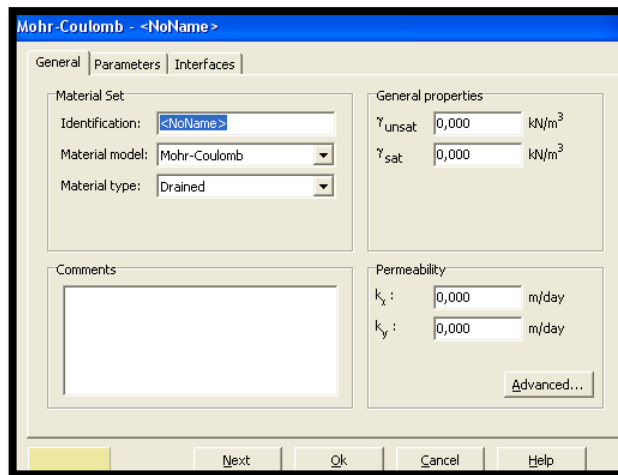 Mohr-Coulomb - <NoName>
General Parameters Interfaces
Material Set
Identification: <NoName>
Material model: Mohr-Coulomb
Material type: Drained
General properties
γunsat 0,000 kN/m³
γsat 0,000 kN/m³
Comments
Permeability
kx : 0,000 m/day
ky : 0,000 m/day
Advanced...
Next Ok Cancel Help